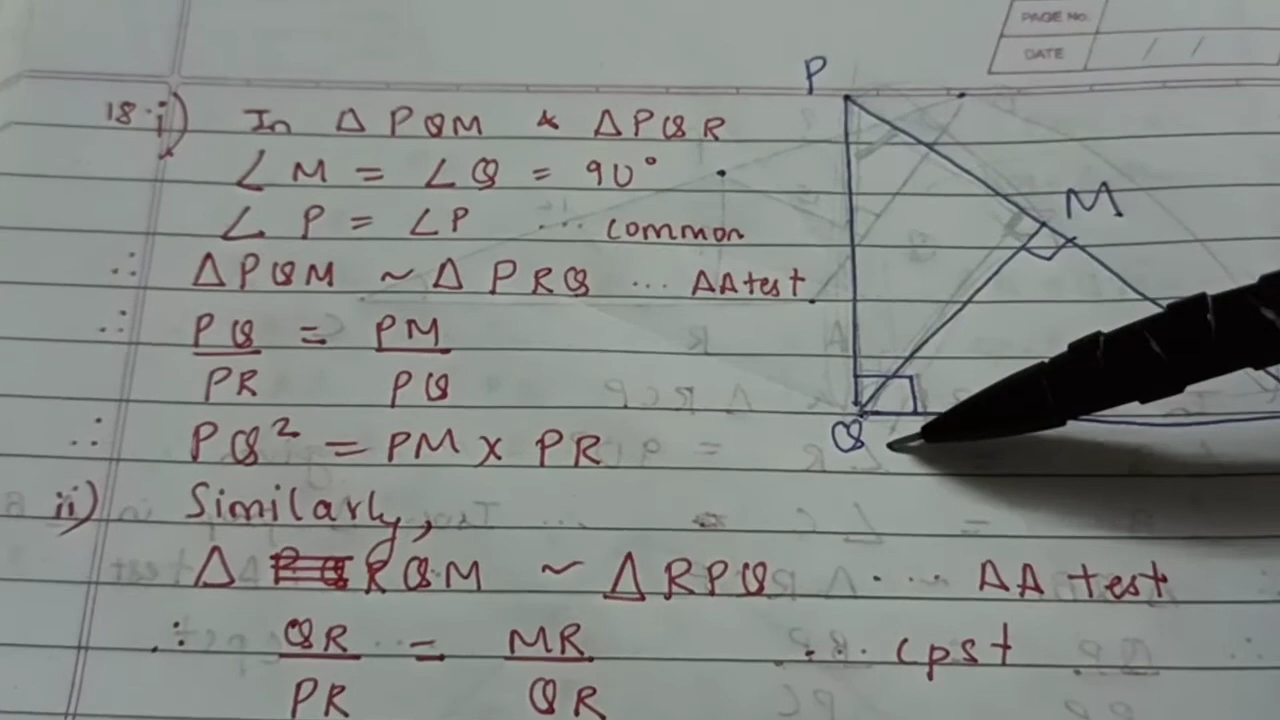 PAGE No.
DATE / /
P
18. i) In Δ PQM & Δ PQR
∠ M = ∠ Q = 90°
M
∠ P = ∠ P ... common
∴ Δ PQM ~ Δ PRQ ... AA test
∴ PQ/PR = PM/PQ
∴ PQ² = PM × PR
Q
ii) Similarly,
Δ RQM ~ Δ RPQ ... AA test
∴ QR/PR = MR/QR ... cpst